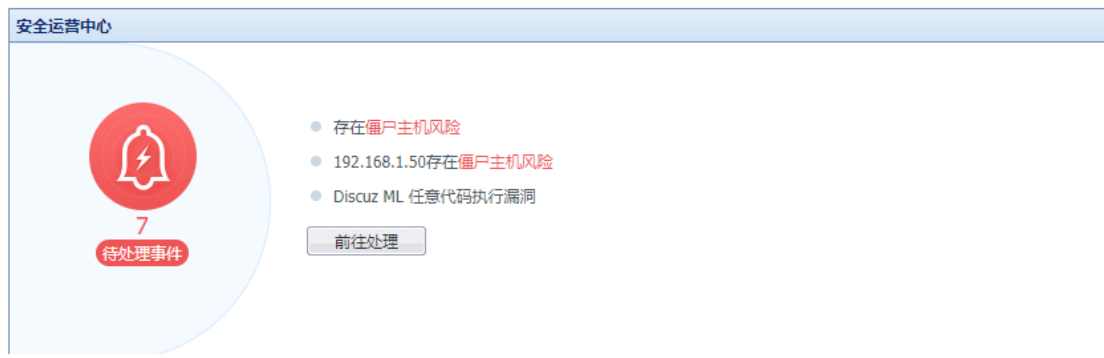 安全运营中心
7
待处理事件
存在僵尸主机风险
192.168.1.50存在僵尸主机风险
Discuz ML 任意代码执行漏洞
前往处理